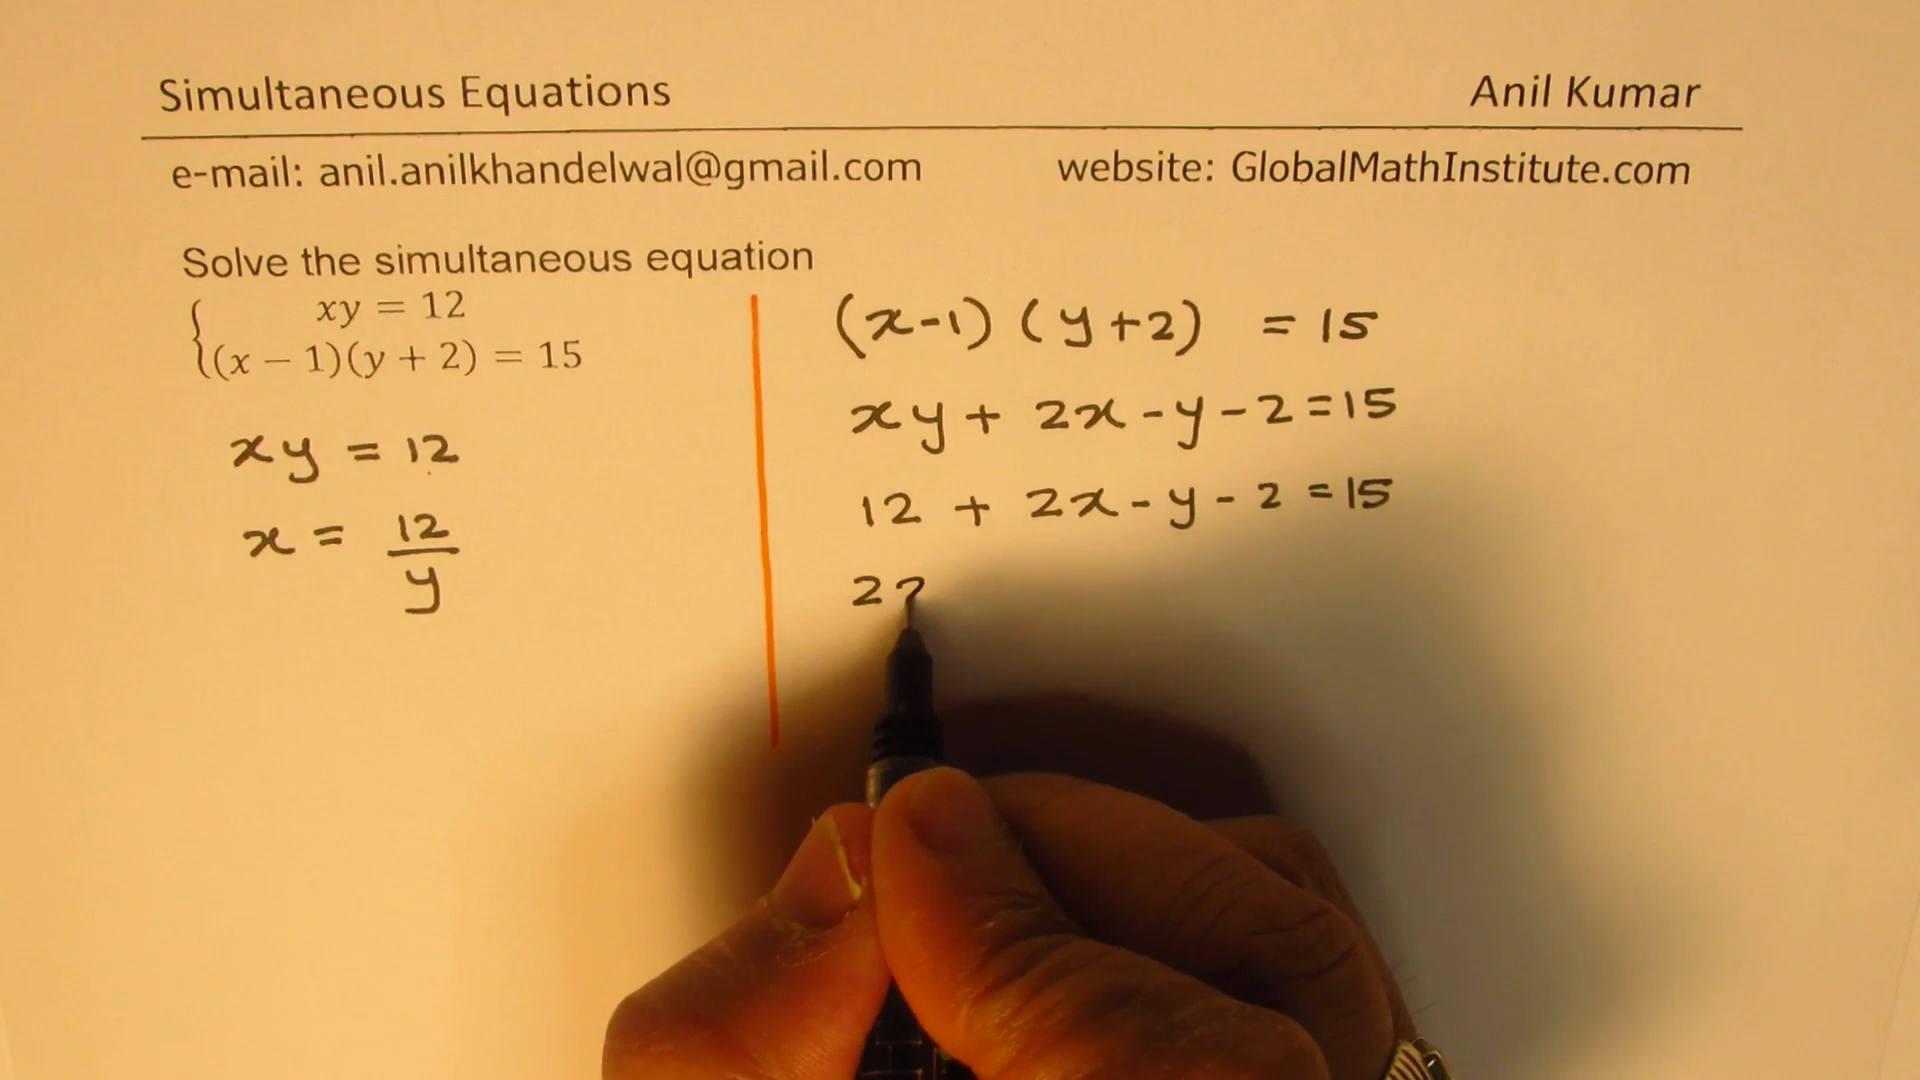 Simultaneous Equations
Anil Kumar
e-mail: anil.anilkhandelwal@gmail.com
website: GlobalMathInstitute.com
Solve the simultaneous equation
xy = 12
(x − 1)(y + 2) = 15
xy = 12
x = 12/y
(x-1) (y+2) = 15
xy + 2x - y - 2 = 15
12 + 2x - y - 2 = 15
2